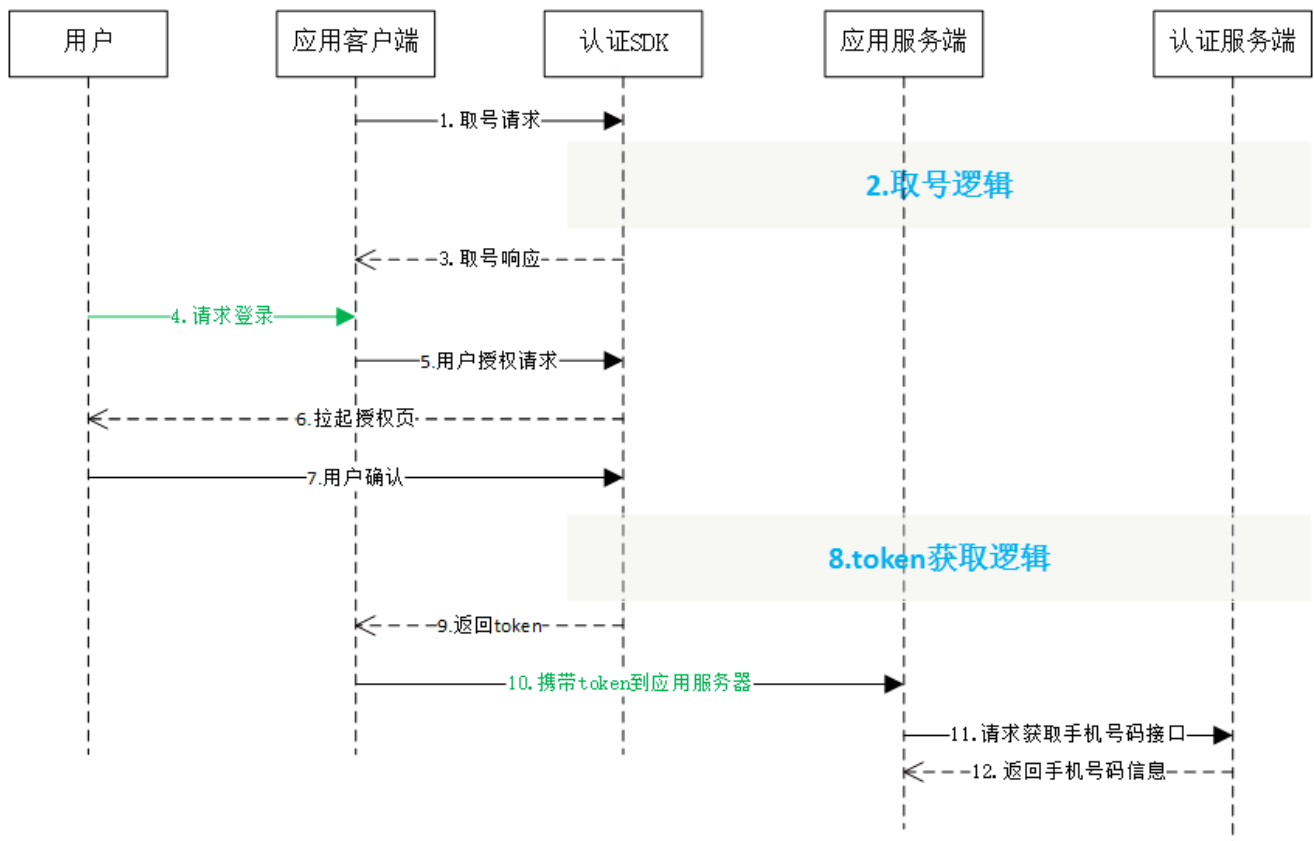 用户
应用客户端
认证SDK
应用服务端
认证服务端
1.取号请求
2.取号逻辑
3.取号响应
4.请求登录
5.用户授权请求
6.拉起授权页
7.用户确认
8.token获取逻辑
9.返回token
10.携带token到应用服务器
11.请求获取手机号码接口
12.返回手机号码信息